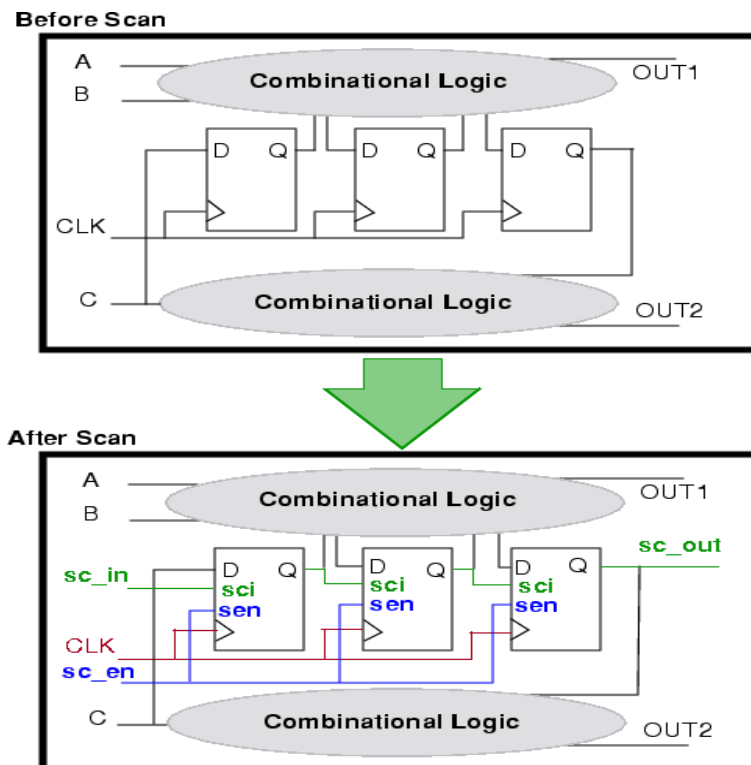 Before Scan
A
Combinational Logic
OUT1
B
D Q
D Q
D Q
CLK
C
Combinational Logic
OUT2
After Scan
A
Combinational Logic
OUT1
B
sc_in
D Q
sci
sen
D Q
sci
sen
D Q
sci
sen
sc_out
CLK
sc_en
C
Combinational Logic
OUT2